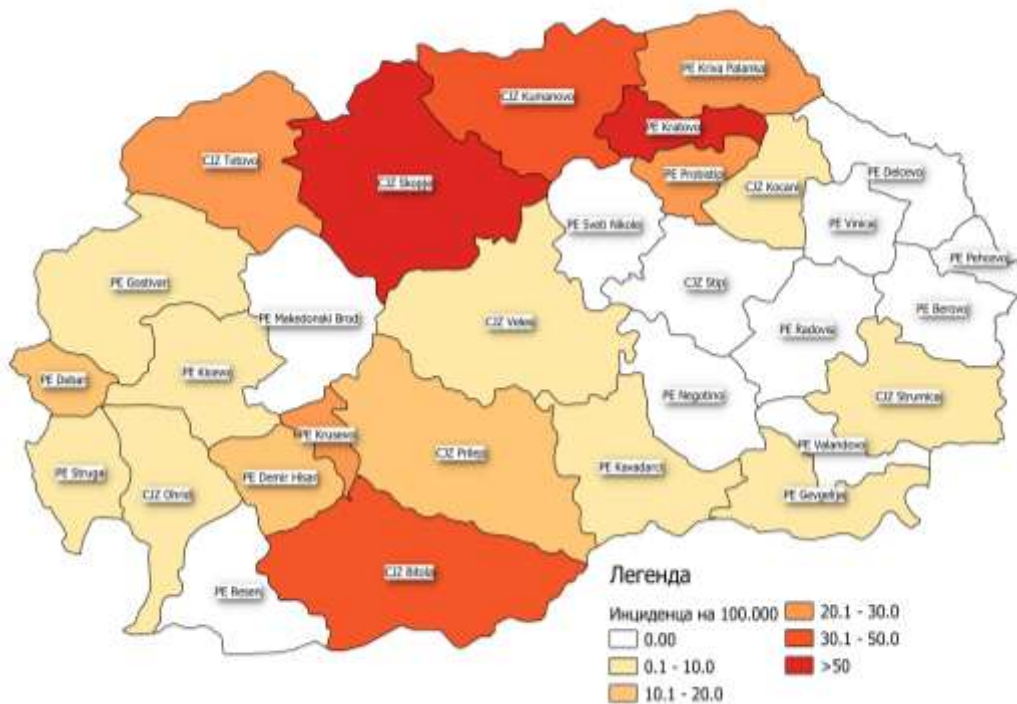 PE Kriva Palanka
CJZ Kumanovo
PE Kratovo
CJZ Tetovo
CJZ Skopje
PE Probistip
CJZ Kocani
PE Delcevo
PE Sveti Nikole
PE Vinica
PE Pehcevo
PE Gostivar
CJZ Stip
PE Berovo
PE Makedonski Brod
CJZ Veles
PE Radovis
PE Debar
PE Kicevo
PE Negotino
CJZ Strumica
PE Krusevo
PE Valandovo
CJZ Prilep
PE Struga
PE Demir Hisar
PE Kavadarci
CJZ Ohrid
PE Gevgelija
CJZ Bitola
PE Resen
Легенда
Инциденца на 100.000
0.00
0.1 - 10.0
10.1 - 20.0
20.1 - 30.0
30.1 - 50.0
>50